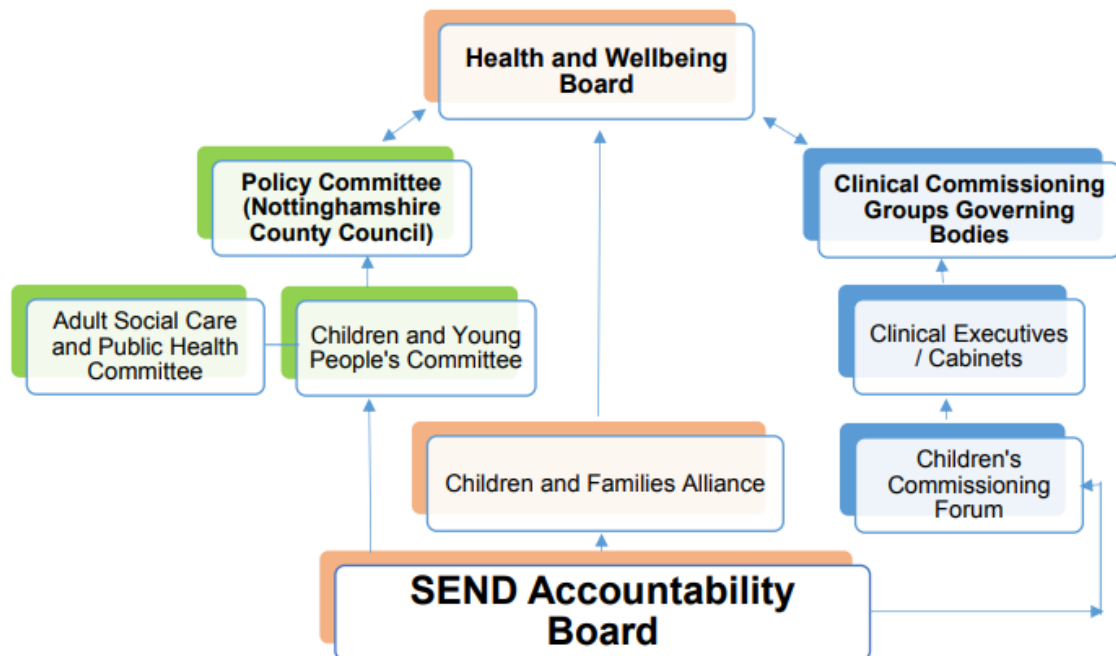 Health and Wellbeing
Board
Policy Committee
(Nottinghamshire
County Council)
Clinical Commissioning
Groups Governing
Bodies
Adult Social Care
and Public Health
Committee
Children and Young
People's Committee
Clinical Executives
/ Cabinets
Children and Families Alliance
Children's
Commissioning
Forum
SEND Accountability
Board